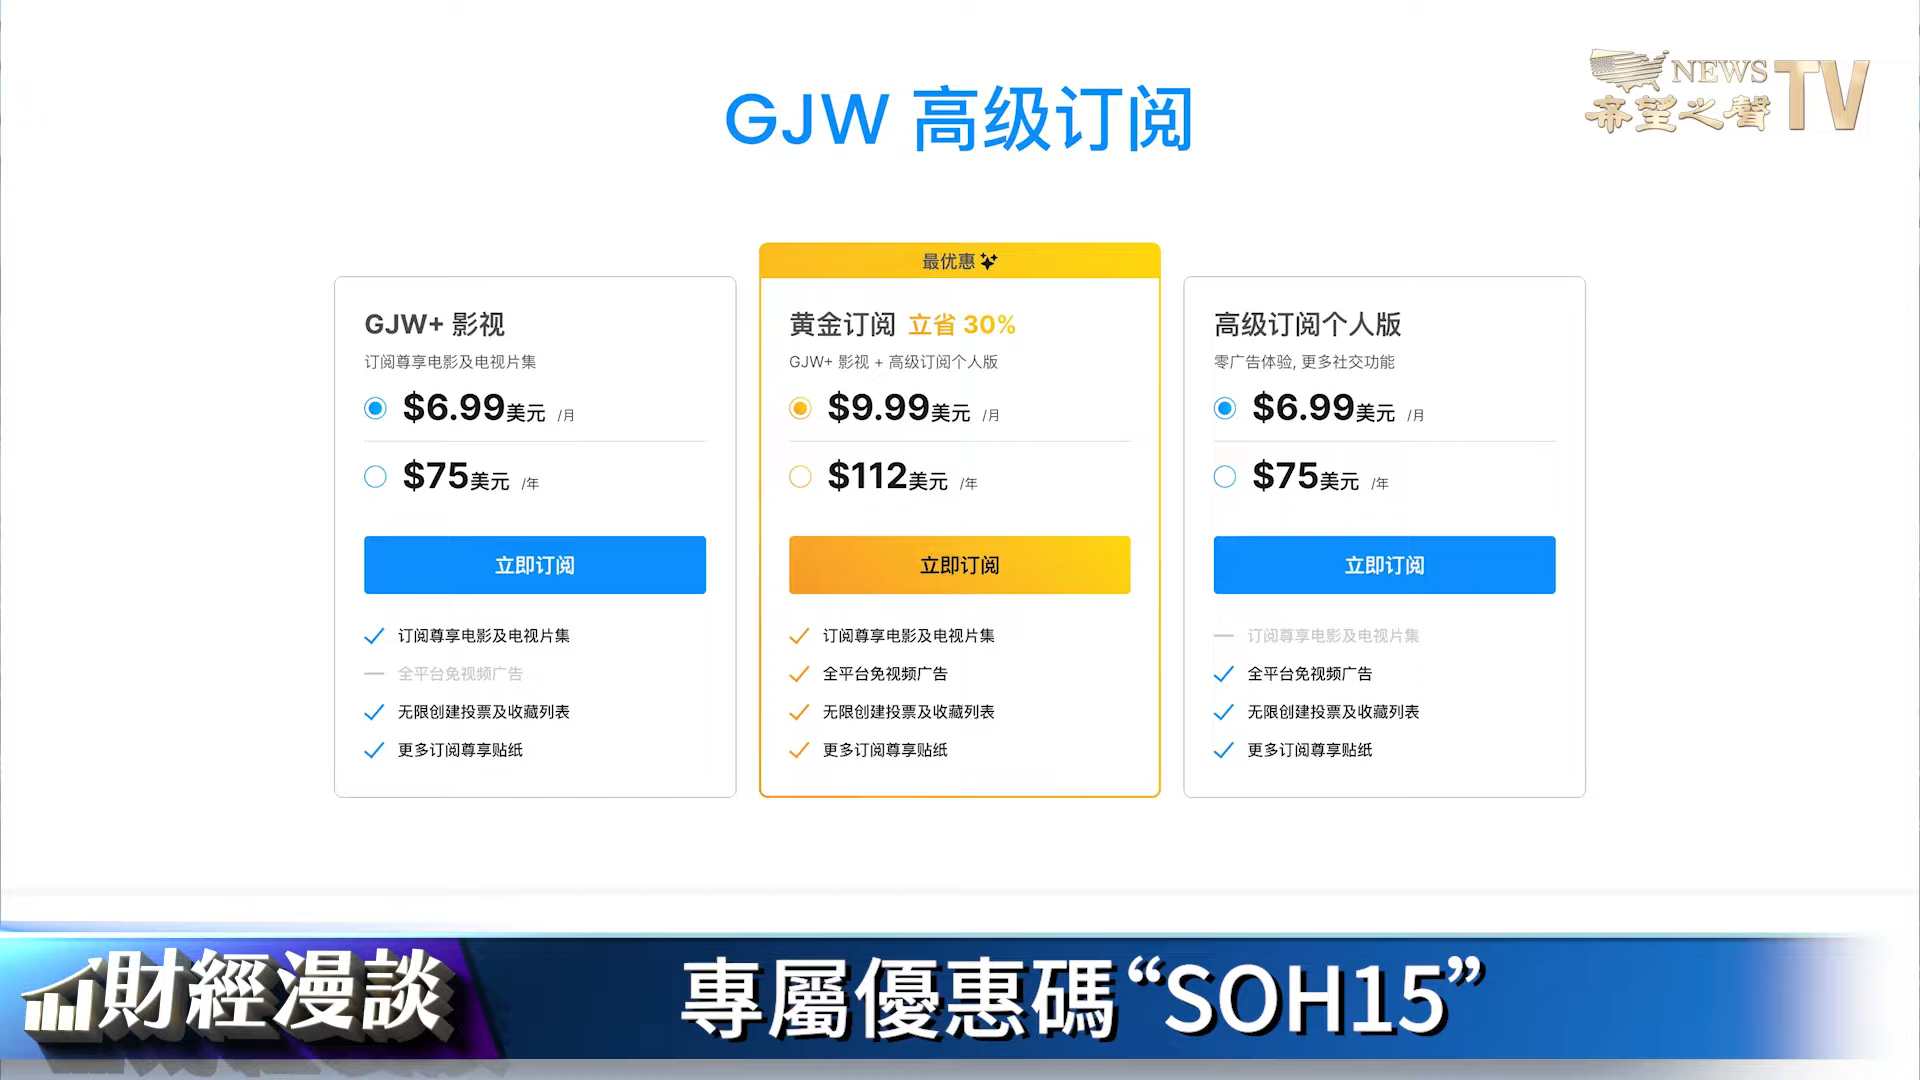 NEWS
希望之聲TV
GJW 高级订阅
GJW+ 影视
订阅尊享电影及电视片集
$6.99美元 /月
$75美元 /年
立即订阅
订阅尊享电影及电视片集
全平台免视频广告
无限创建投票及收藏列表
更多订阅尊享贴纸
最优惠
黄金订阅 立省 30%
GJW+ 影视 + 高级订阅个人版
$9.99美元 /月
$112美元 /年
立即订阅
订阅尊享电影及电视片集
全平台免视频广告
无限创建投票及收藏列表
更多订阅尊享贴纸
高级订阅个人版
零广告体验, 更多社交功能
$6.99美元 /月
$75美元 /年
立即订阅
订阅尊享电影及电视片集
全平台免视频广告
无限创建投票及收藏列表
更多订阅尊享贴纸
財經漫談
專屬優惠碼“SOH15”